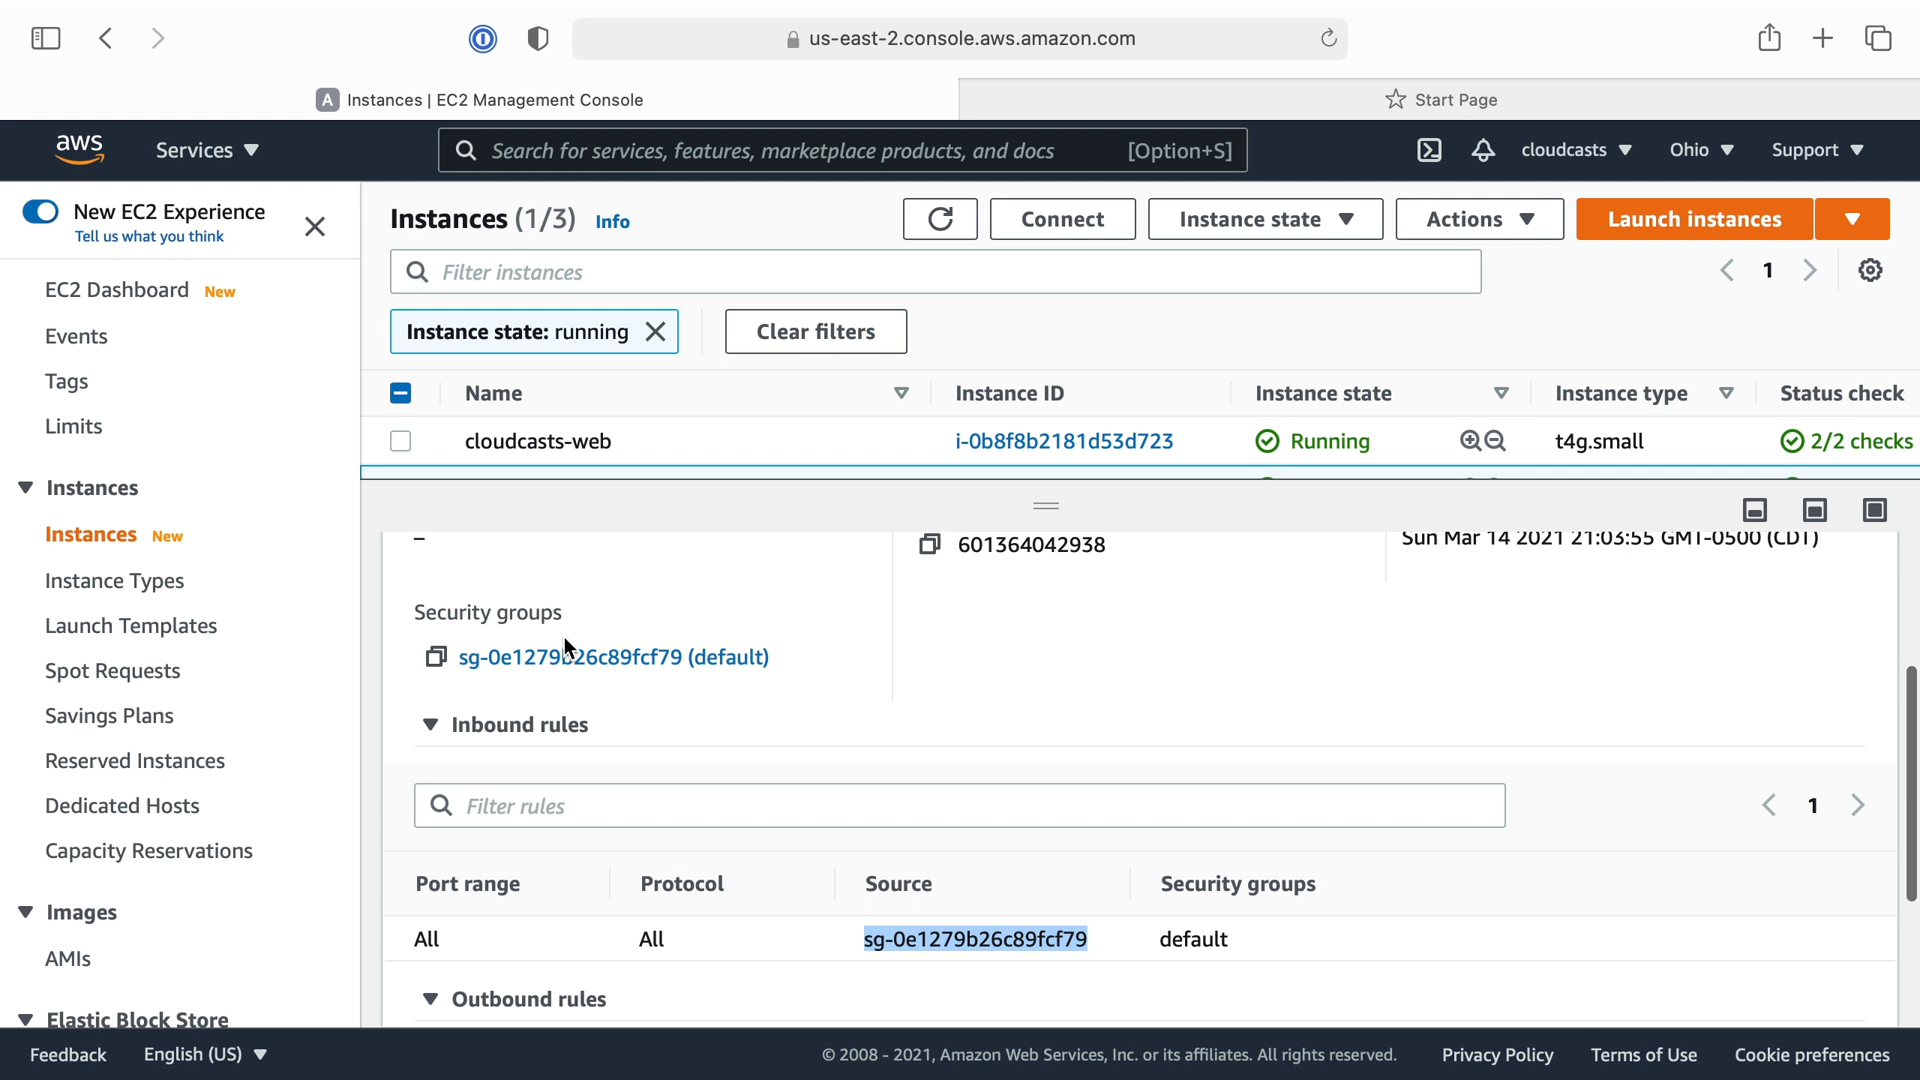 us-east-2.console.aws.amazon.com
A Instances | EC2 Management Console
Start Page
aws
Services
Search for services, features, marketplace products, and docs [Option+S]
cloudcasts
Ohio
Support
New EC2 Experience
Tell us what you think
EC2 Dashboard New
Events
Tags
Limits
Instances
Instances New
Instance Types
Launch Templates
Spot Requests
Savings Plans
Reserved Instances
Dedicated Hosts
Capacity Reservations
Images
AMIs
Elastic Block Store
Instances (1/3) Info
Connect
Instance state
Actions
Launch instances
Filter instances
1
Instance state: running
Clear filters
Name Instance ID Instance state Instance type Status check
cloudcasts-web i-0b8f8b2181d53d723 Running t4g.small 2/2 checks
– 601364042938 Sun Mar 14 2021 21:03:55 GMT-0500 (CDT)
Security groups
sg-0e1279b26c89fcf79 (default)
Inbound rules
Filter rules
1
Port range Protocol Source Security groups
All All sg-0e1279b26c89fcf79 default
Outbound rules
Feedback English (US) © 2008 - 2021, Amazon Web Services, Inc. or its affiliates. All rights reserved. Privacy Policy Terms of Use Cookie preferences